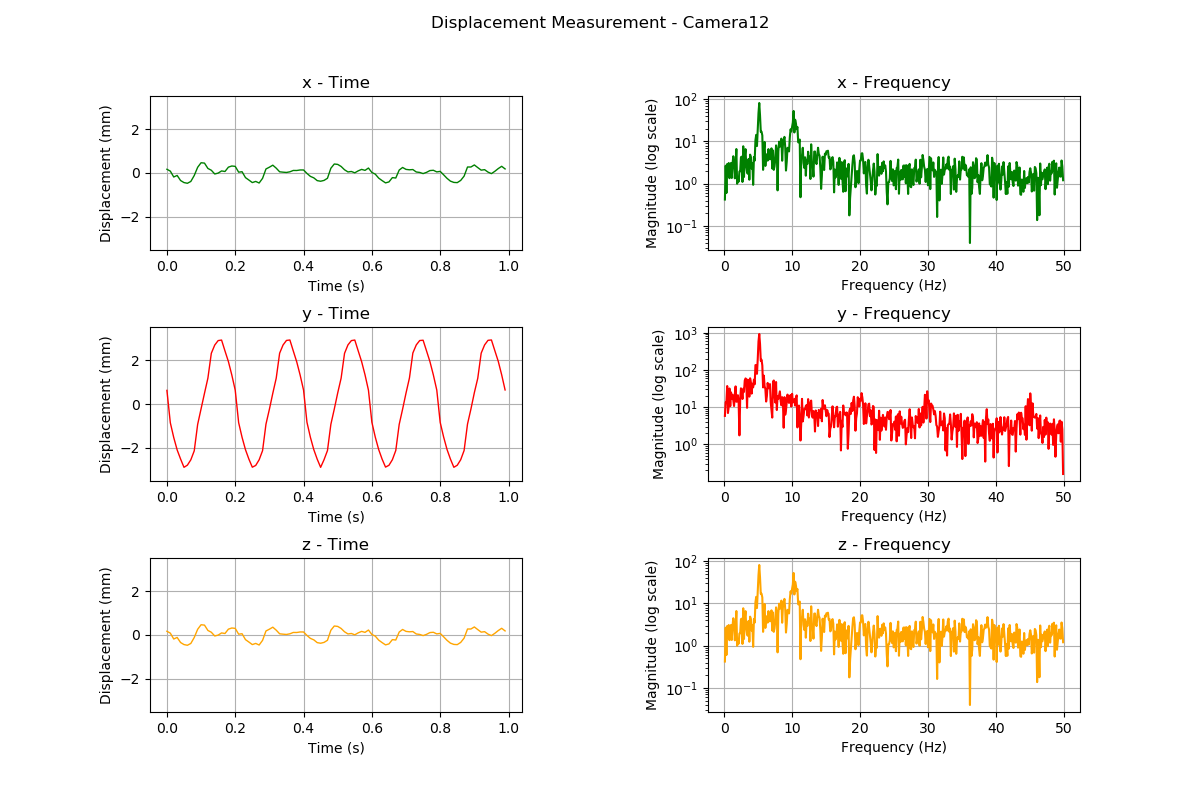 Displacement Measurement - Camera12
x - Time
Displacement (mm)
2
0
−2
0.0 0.2 0.4 0.6 0.8 1.0
Time (s)
x - Frequency
Magnitude (log scale)
10²
10¹
10⁰
10⁻¹
0 10 20 30 40 50
Frequency (Hz)
y - Time
Displacement (mm)
2
0
−2
0.0 0.2 0.4 0.6 0.8 1.0
Time (s)
y - Frequency
Magnitude (log scale)
10³
10²
10¹
10⁰
0 10 20 30 40 50
Frequency (Hz)
z - Time
Displacement (mm)
2
0
−2
0.0 0.2 0.4 0.6 0.8 1.0
Time (s)
z - Frequency
Magnitude (log scale)
10²
10¹
10⁰
10⁻¹
0 10 20 30 40 50
Frequency (Hz)